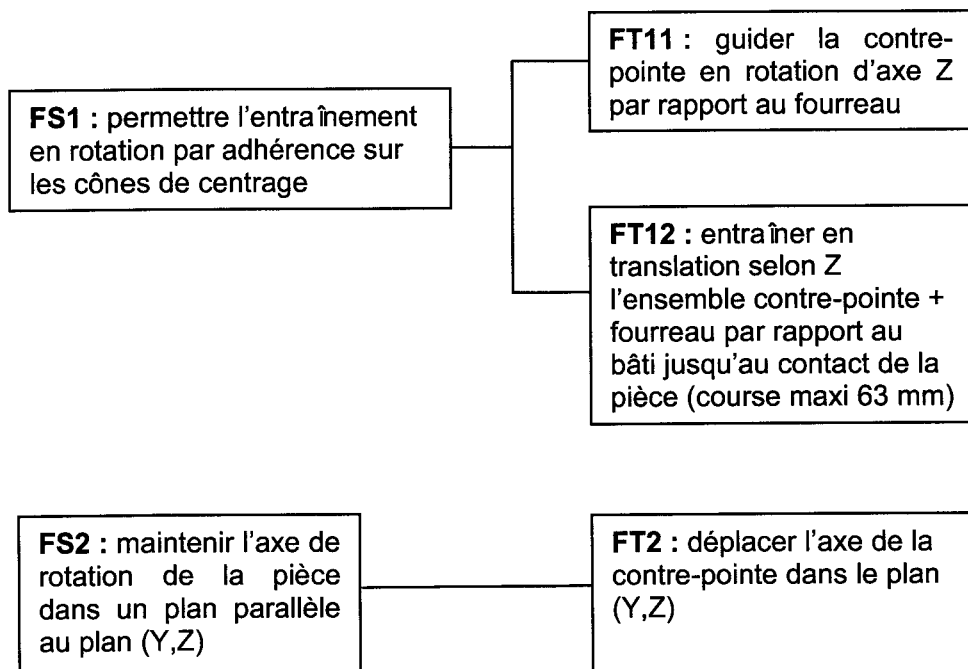 FS1 : permettre l'entraînement
en rotation par adhérence sur
les cônes de centrage
FT11 : guider la contre-
pointe en rotation d'axe Z
par rapport au fourreau
FT12 : entraîner en
translation selon Z
l'ensemble contre-pointe +
fourreau par rapport au
bâti jusqu'au contact de la
pièce (course maxi 63 mm)
FS2 : maintenir l'axe de
rotation de la pièce
dans un plan parallèle
au plan (Y,Z)
FT2 : déplacer l'axe de la
contre-pointe dans le plan
(Y,Z)